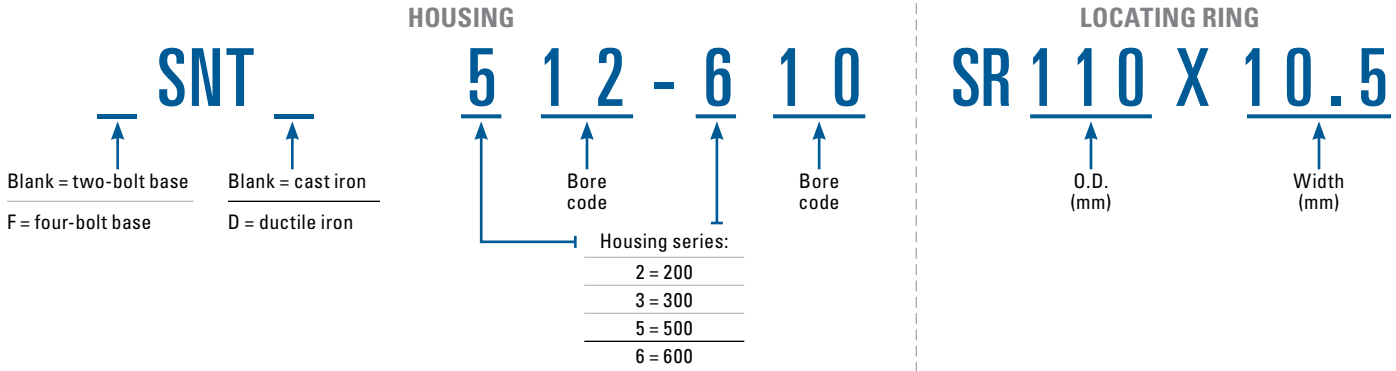 HOUSING
SNT 5 1 2 - 6 1 0
Blank = two-bolt base
F = four-bolt base
Blank = cast iron
D = ductile iron
Bore
code
Bore
code
Housing series:
2 = 200
3 = 300
5 = 500
6 = 600
LOCATING RING
SR 1 1 0 X 1 0 . 5
O.D.
(mm)
Width
(mm)